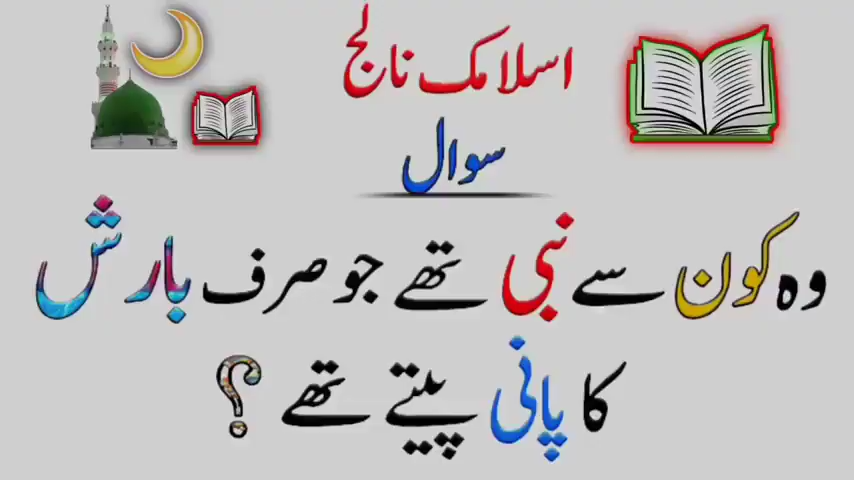 اسلامک نالج
سوال
وہ کون سے نبی تھے جو صرف بارش
کا پانی پیتے تھے ؟